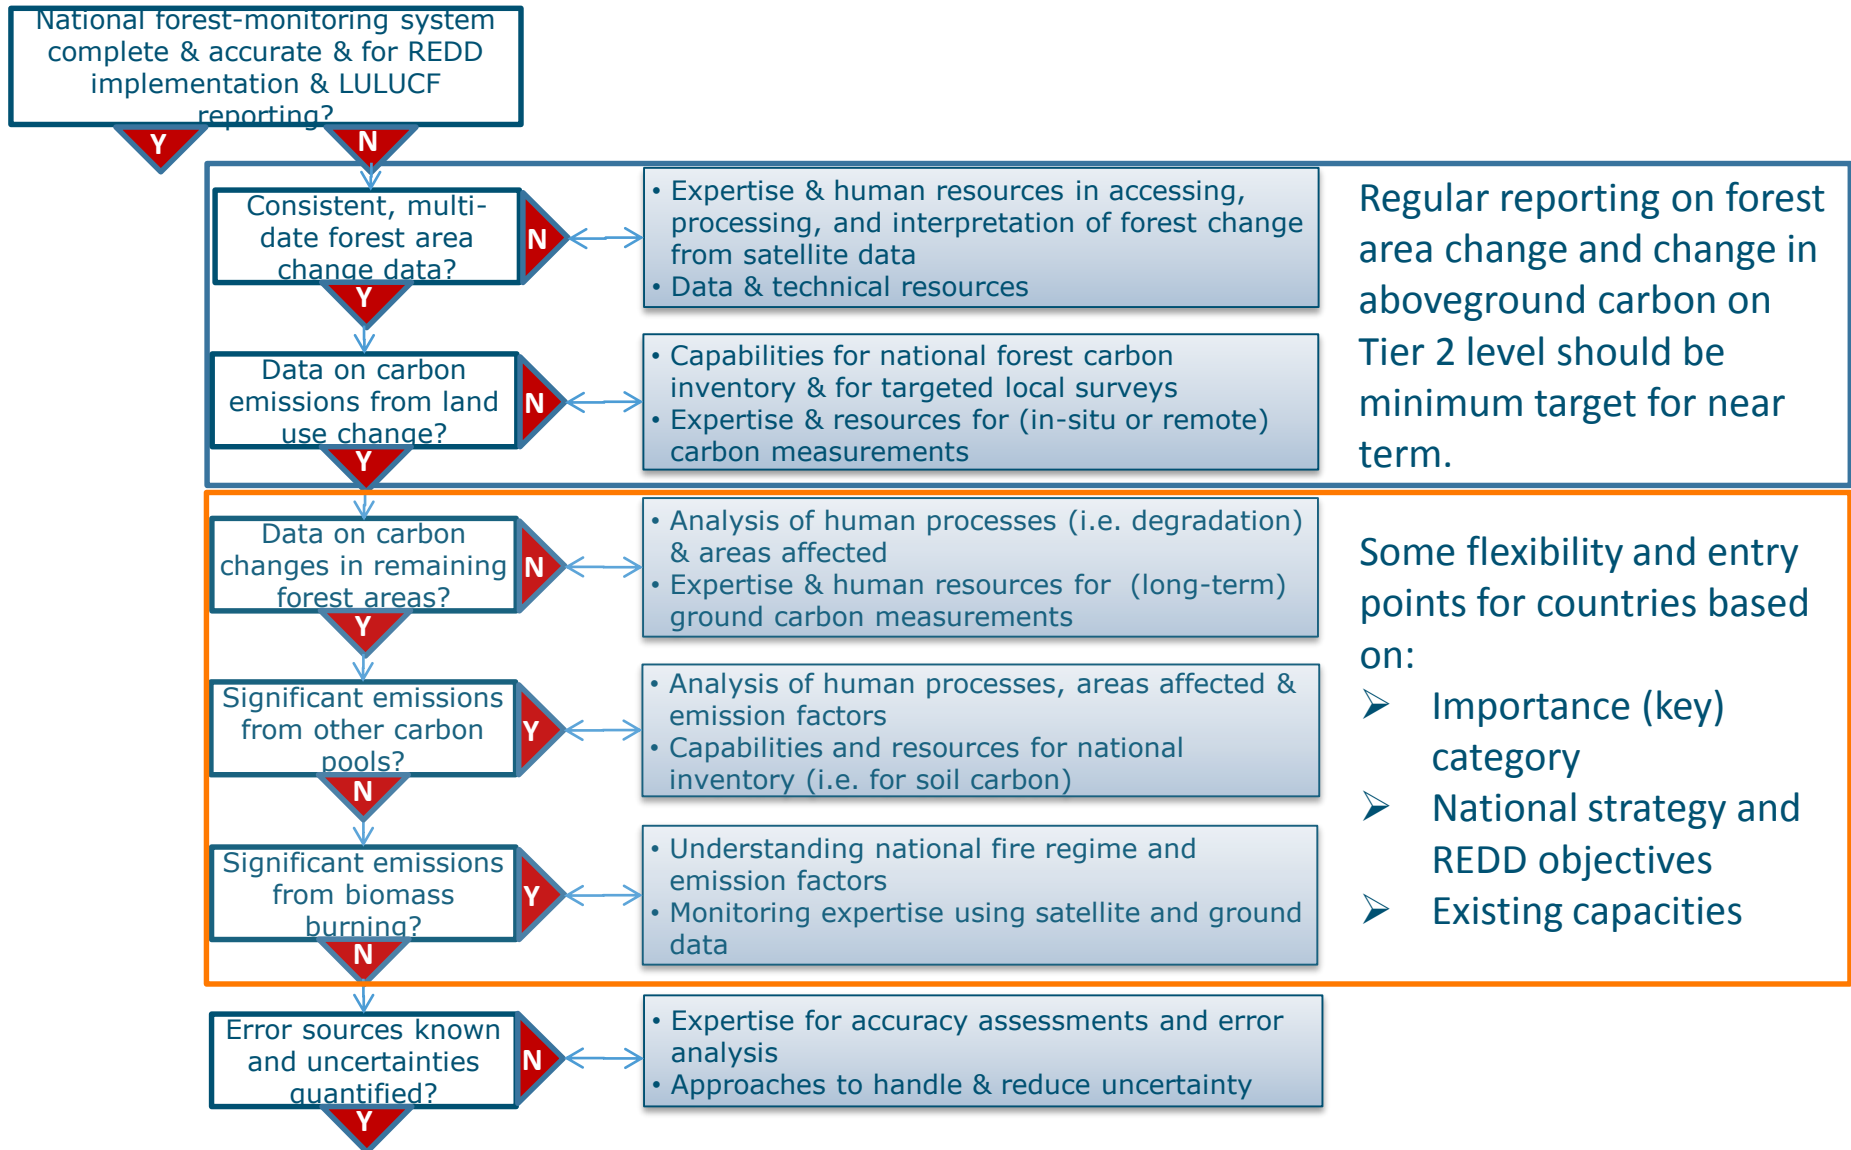 National forest-monitoring system
complete & accurate & for REDD
implementation & LULUCF
reporting?
Y
N
Consistent, multi-
date forest area
change data?
N
Y
• Expertise & human resources in accessing,
processing, and interpretation of forest change
from satellite data
• Data & technical resources
Data on carbon
emissions from land
use change?
N
Y
• Capabilities for national forest carbon
inventory & for targeted local surveys
• Expertise & resources for (in-situ or remote)
carbon measurements
Regular reporting on forest
area change and change in
aboveground carbon on
Tier 2 level should be
minimum target for near
term.
Data on carbon
changes in remaining
forest areas?
N
Y
• Analysis of human processes (i.e. degradation)
& areas affected
• Expertise & human resources for (long-term)
ground carbon measurements
Significant emissions
from other carbon
pools?
Y
N
• Analysis of human processes, areas affected &
emission factors
• Capabilities and resources for national
inventory (i.e. for soil carbon)
Significant emissions
from biomass
burning?
Y
N
• Understanding national fire regime and
emission factors
• Monitoring expertise using satellite and ground
data
Some flexibility and entry
points for countries based
on:
➢ Importance (key)
category
➢ National strategy and
REDD objectives
➢ Existing capacities
Error sources known
and uncertainties
quantified?
N
Y
• Expertise for accuracy assessments and error
analysis
• Approaches to handle & reduce uncertainty